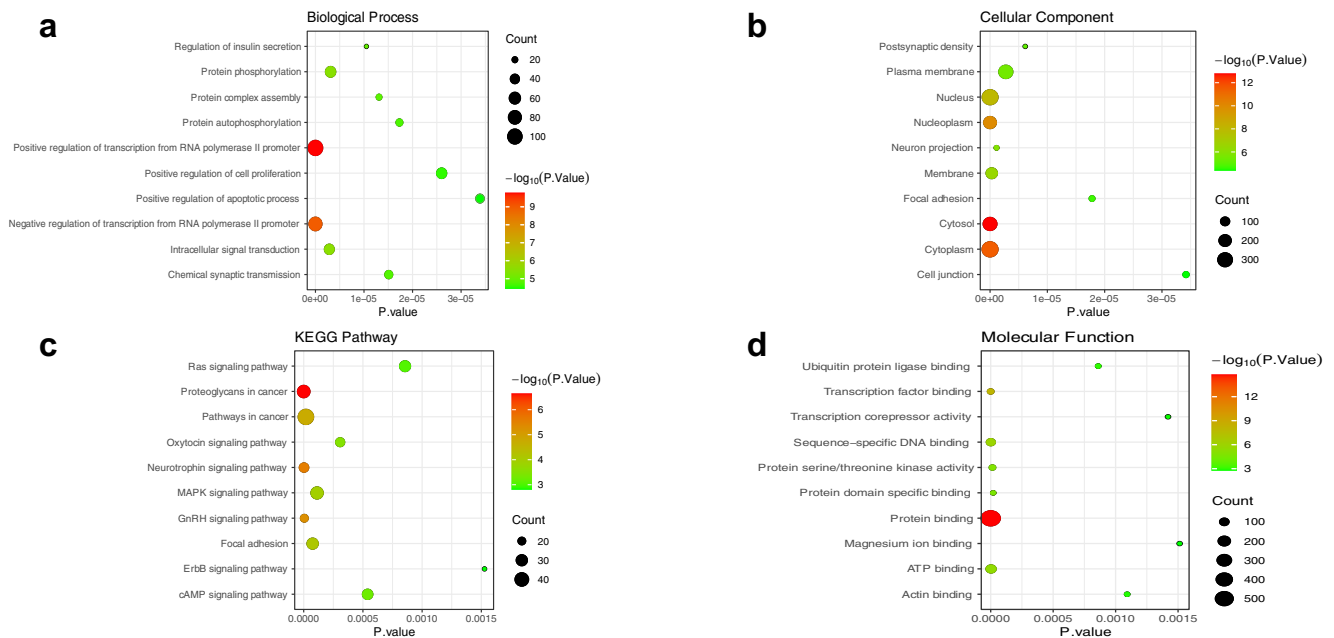 a
Biological Process
Regulation of insulin secretion
Protein phosphorylation
Protein complex assembly
Protein autophosphorylation
Positive regulation of transcription from RNA polymerase II promoter
Positive regulation of cell proliferation
Positive regulation of apoptotic process
Negative regulation of transcription from RNA polymerase II promoter
Intracellular signal transduction
Chemical synaptic transmission
0e+00 1e-05 2e-05 3e-05
P.value
Count
20
40
60
80
100
−log10(P.Value)
9
8
7
6
5
b
Cellular Component
Postsynaptic density
Plasma membrane
Nucleus
Nucleoplasm
Neuron projection
Membrane
Focal adhesion
Cytosol
Cytoplasm
Cell junction
0e+00 1e-05 2e-05 3e-05
P.value
−log10(P.Value)
12
10
8
6
Count
100
200
300
c
KEGG Pathway
Ras signaling pathway
Proteoglycans in cancer
Pathways in cancer
Oxytocin signaling pathway
Neurotrophin signaling pathway
MAPK signaling pathway
GnRH signaling pathway
Focal adhesion
ErbB signaling pathway
cAMP signaling pathway
0.0000 0.0005 0.0010 0.0015
P.value
−log10(P.Value)
6
5
4
3
Count
20
30
40
d
Molecular Function
Ubiquitin protein ligase binding
Transcription factor binding
Transcription corepressor activity
Sequence−specific DNA binding
Protein serine/threonine kinase activity
Protein domain specific binding
Protein binding
Magnesium ion binding
ATP binding
Actin binding
0.0000 0.0005 0.0010 0.0015
P.value
−log10(P.Value)
12
9
6
3
Count
100
200
300
400
500